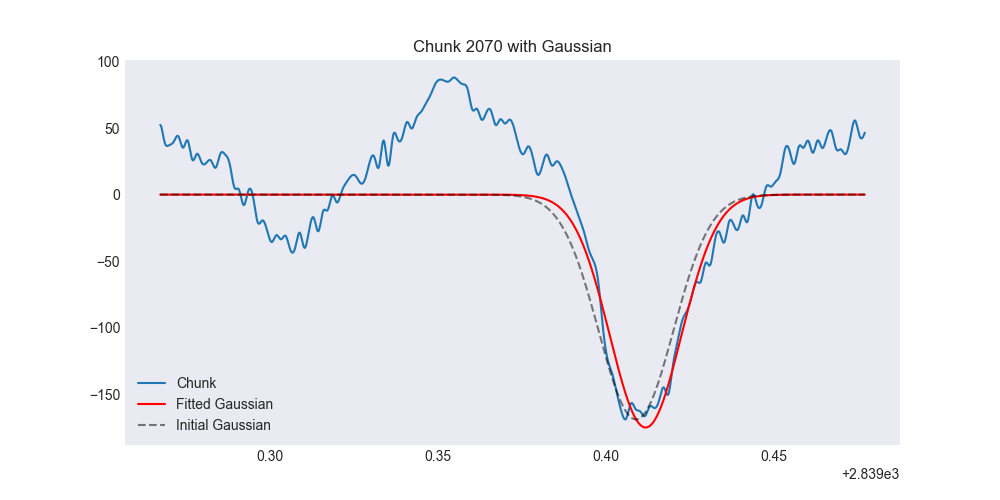 Chunk 2070 with Gaussian
100
50
0
−50
−100
−150
Chunk
Fitted Gaussian
Initial Gaussian
0.30 0.35 0.40 0.45
+2.839e3